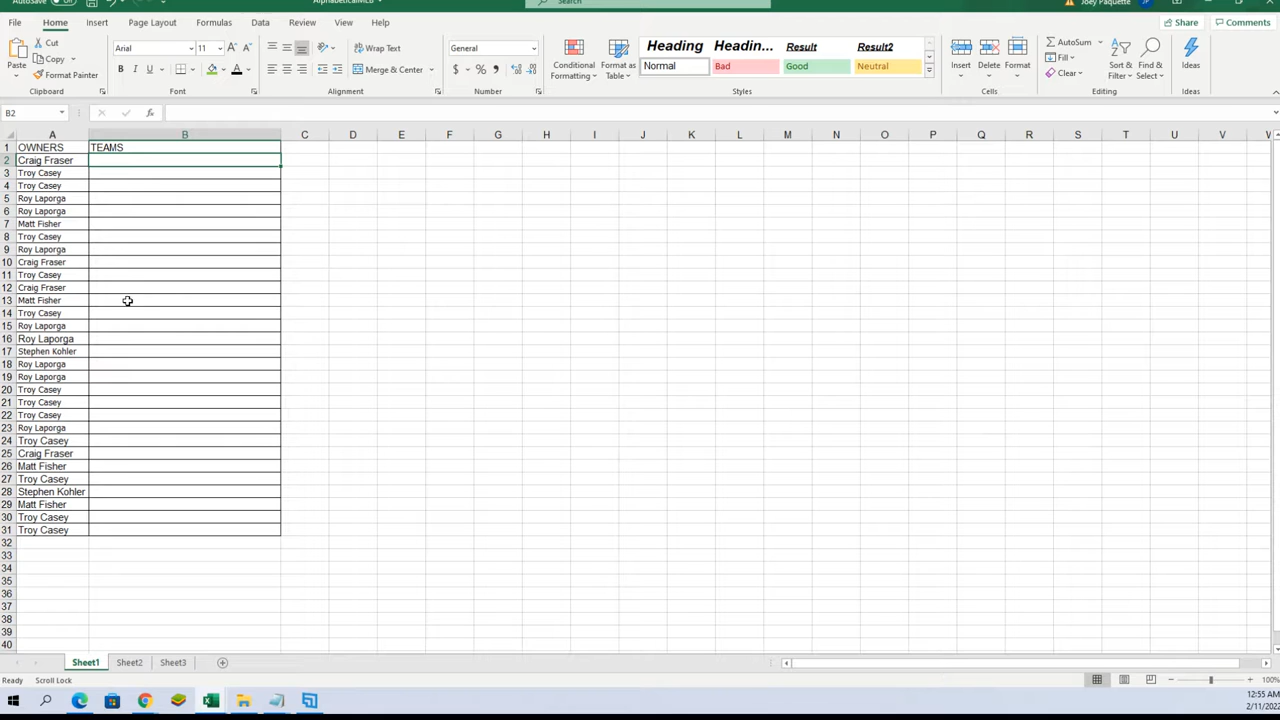 AutoSave
AlphabeticalMLB
Search
Joey Paquette
File Home Insert Page Layout Formulas Data Review View Help
Share Comments
Paste
Cut
Copy
Format Painter
Clipboard
Arial 11
B I U
Font
Wrap Text
Merge & Center
Alignment
General
$ % ,
Number
Conditional Formatting
Format as Table
Heading Headin... Result Result2
Normal Bad Good Neutral
Styles
Insert Delete Format
Cells
AutoSum
Fill
Clear
Sort & Filter
Find & Select
Editing
Ideas
Ideas
B2
fx
A B C D E F G H I J K L M N O P Q R S T U V W
1 OWNERS TEAMS
2 Craig Fraser
3 Troy Casey
4 Troy Casey
5 Roy Laporga
6 Roy Laporga
7 Matt Fisher
8 Troy Casey
9 Roy Laporga
10 Craig Fraser
11 Troy Casey
12 Craig Fraser
13 Matt Fisher
14 Troy Casey
15 Roy Laporga
16 Roy Laporga
17 Stephen Kohler
18 Roy Laporga
19 Roy Laporga
20 Troy Casey
21 Troy Casey
22 Troy Casey
23 Roy Laporga
24 Troy Casey
25 Craig Fraser
26 Matt Fisher
27 Troy Casey
28 Stephen Kohler
29 Matt Fisher
30 Troy Casey
31 Troy Casey
32
33
34
35
36
37
38
39
40
Sheet1 Sheet2 Sheet3
Ready Scroll Lock
100%
12:55 AM
2/11/2022